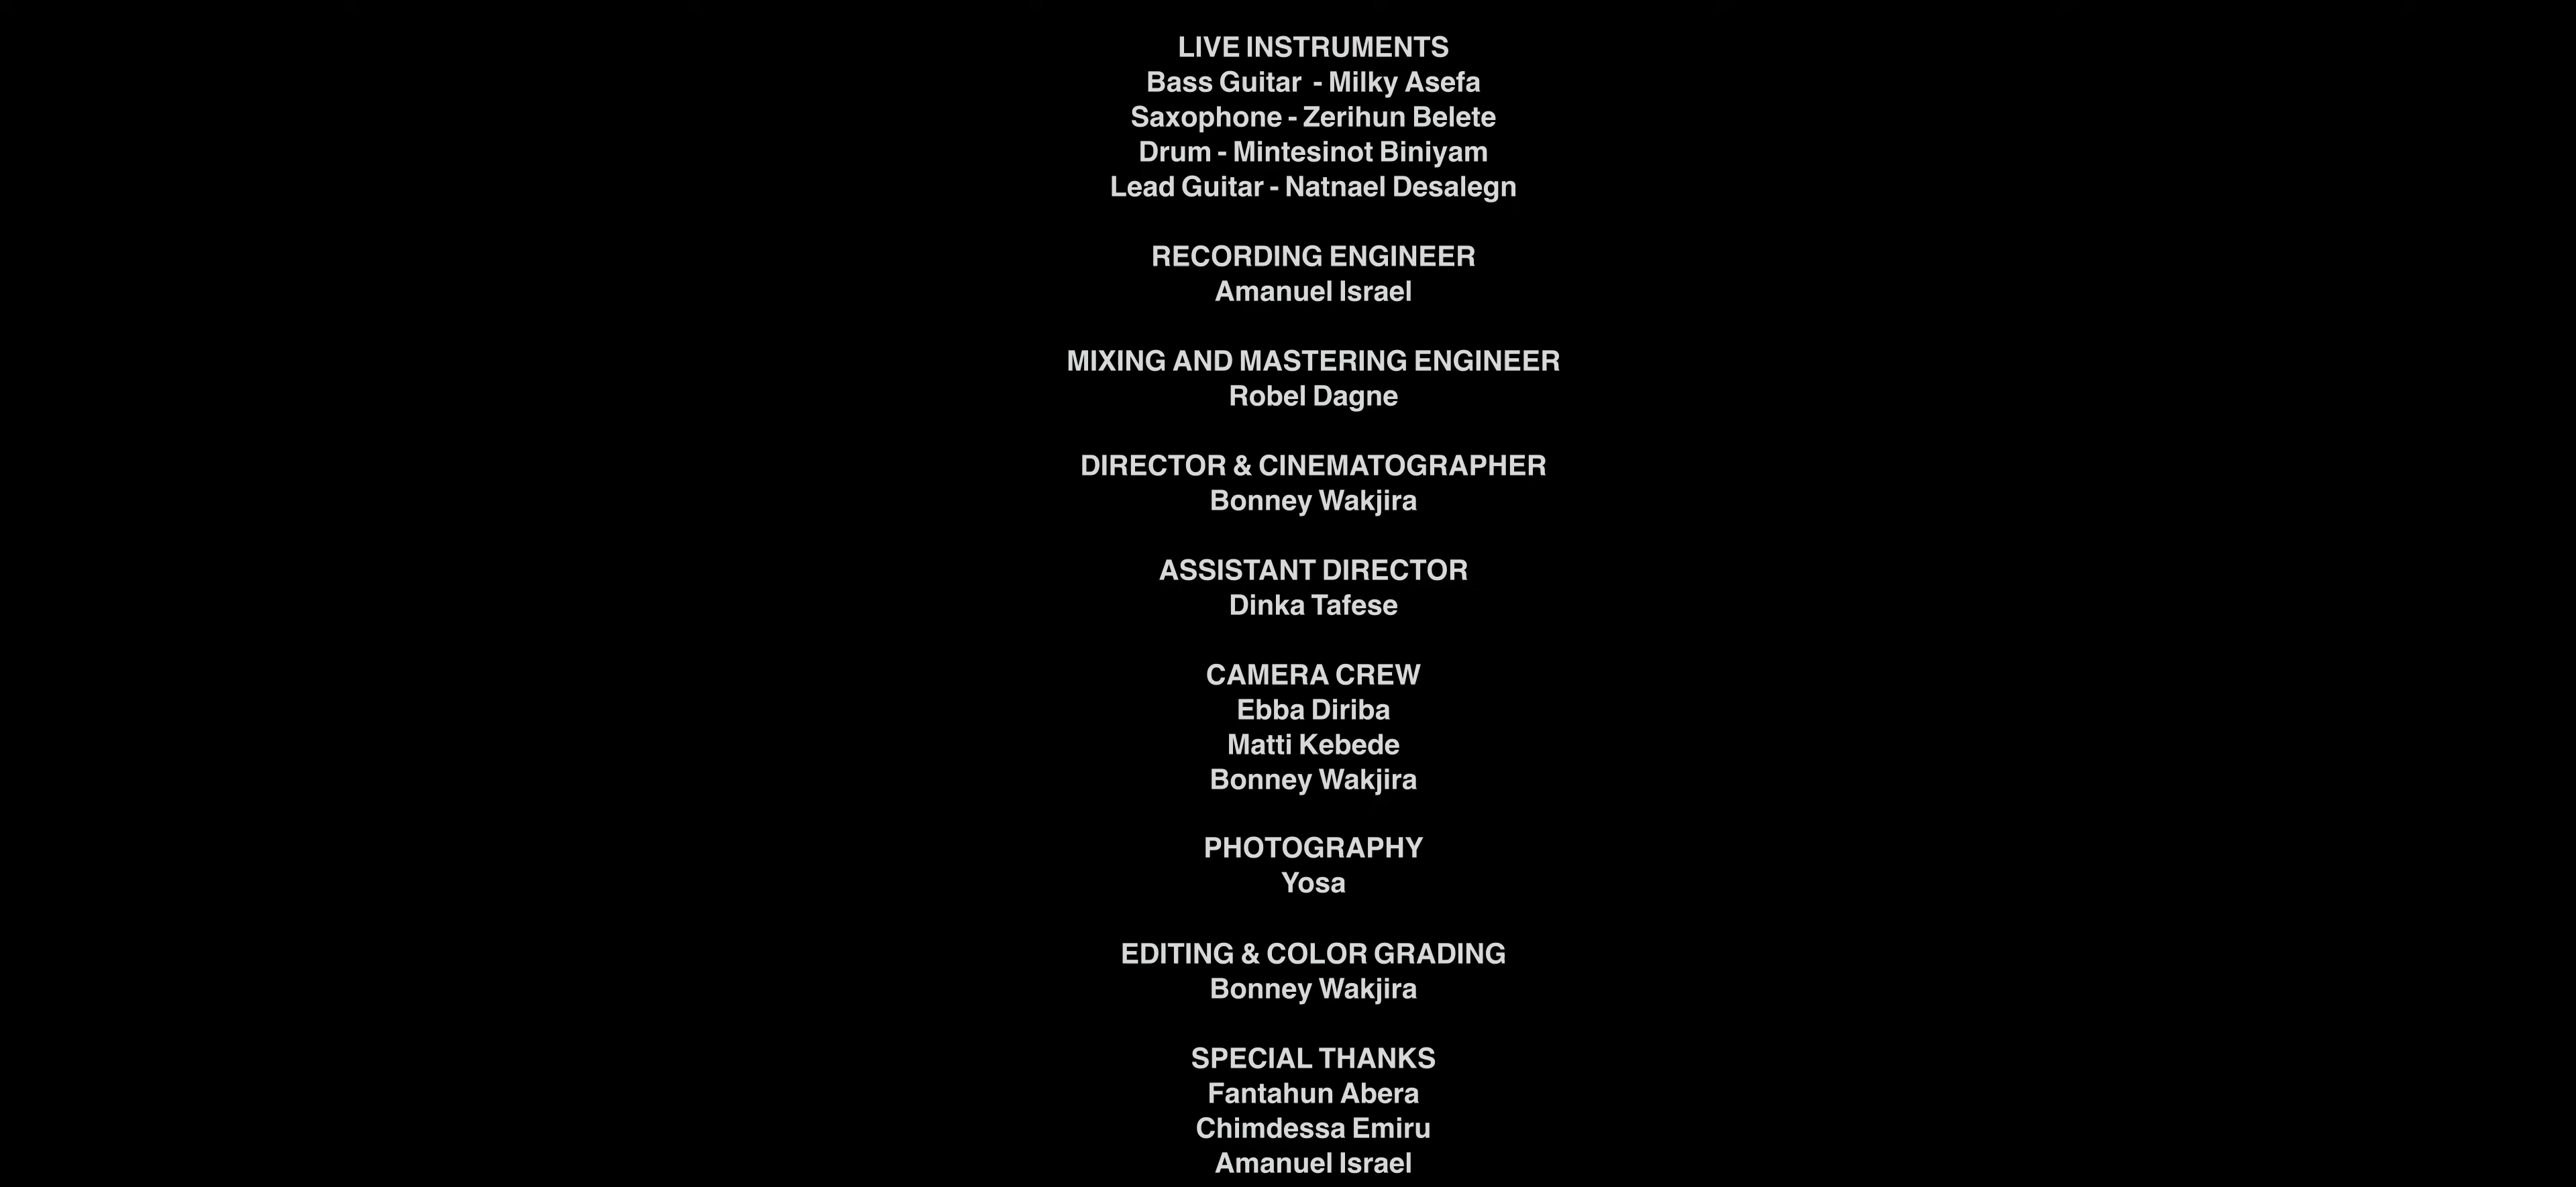 LIVE INSTRUMENTS
Bass Guitar  - Milky Asefa
Saxophone - Zerihun Belete
Drum - Mintesinot Biniyam
Lead Guitar - Natnael Desalegn
RECORDING ENGINEER
Amanuel Israel
MIXING AND MASTERING ENGINEER
Robel Dagne
DIRECTOR & CINEMATOGRAPHER
Bonney Wakjira
ASSISTANT DIRECTOR
Dinka Tafese
CAMERA CREW
Ebba Diriba
Matti Kebede
Bonney Wakjira
PHOTOGRAPHY
Yosa
EDITING & COLOR GRADING
Bonney Wakjira
SPECIAL THANKS
Fantahun Abera
Chimdessa Emiru
Amanuel Israel